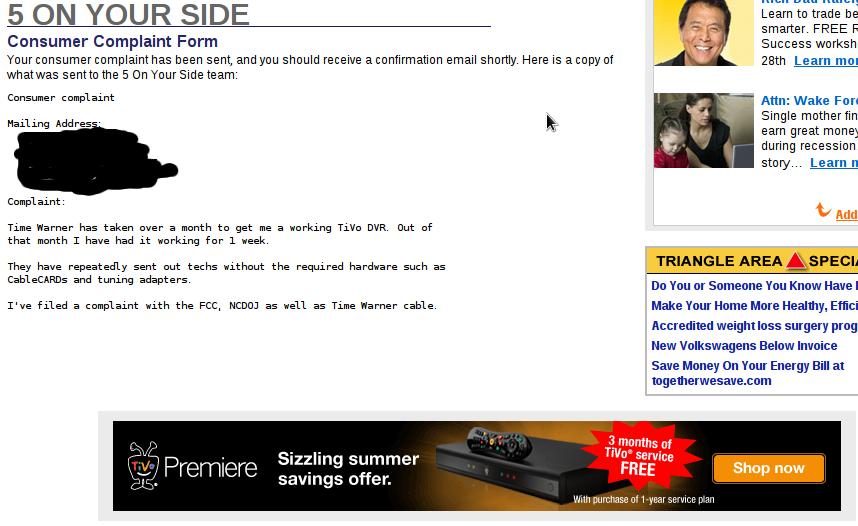 5 ON YOUR SIDE
Consumer Complaint Form
Your consumer complaint has been sent, and you should receive a confirmation email shortly. Here is a copy of
what was sent to the 5 On Your Side team:
Consumer complaint
Mailing Address:
Complaint:
Time Warner has taken over a month to get me a working TiVo DVR. Out of
that month I have had it working for 1 week.
They have repeatedly sent out techs without the required hardware such as
CableCARDs and tuning adapters.
I've filed a complaint with the FCC, NCDOJ as well as Time Warner cable.
Learn to trade be
smarter. FREE R
Success worksh
28th Learn mor
Attn: Wake Fore
Single mother fin
earn great money
during recession
story... Learn m
Add
TRIANGLE AREA SPECIA
Do You or Someone You Know Have
Make Your Home More Healthy, Effici
Accredited weight loss surgery prog
New Volkswagens Below Invoice
Save Money On Your Energy Bill at
togetherwesave.com
TiVo Premiere
Sizzling summer
savings offer.
3 months of
TiVo® service
FREE
With purchase of 1-year service plan
Shop now